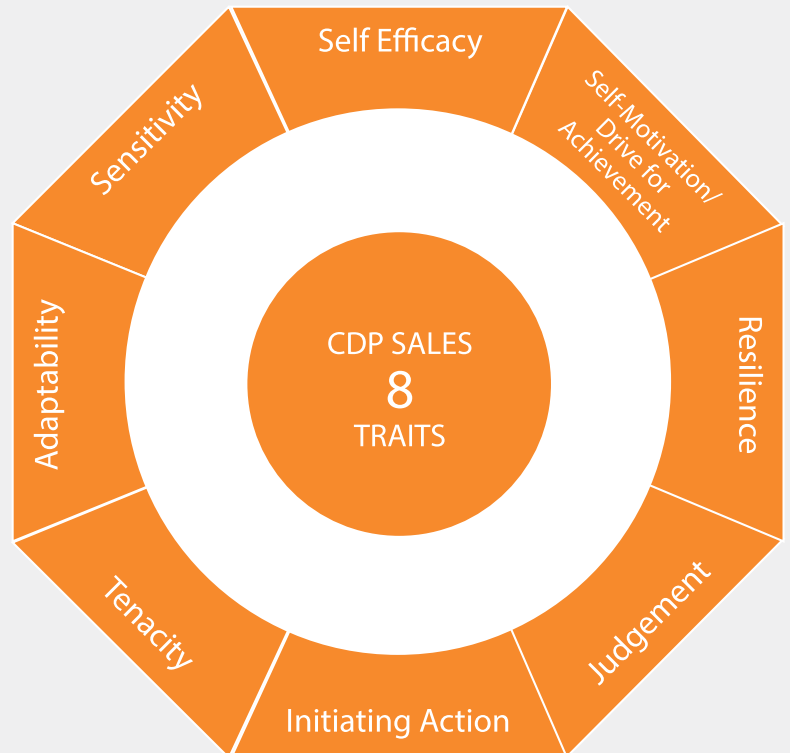 Self Efficacy
Self-Motivation/
Drive for
Achievement
Resilience
Judgement
Initiating Action
Tenacity
Adaptability
Sensitivity
CDP SALES
8
TRAITS